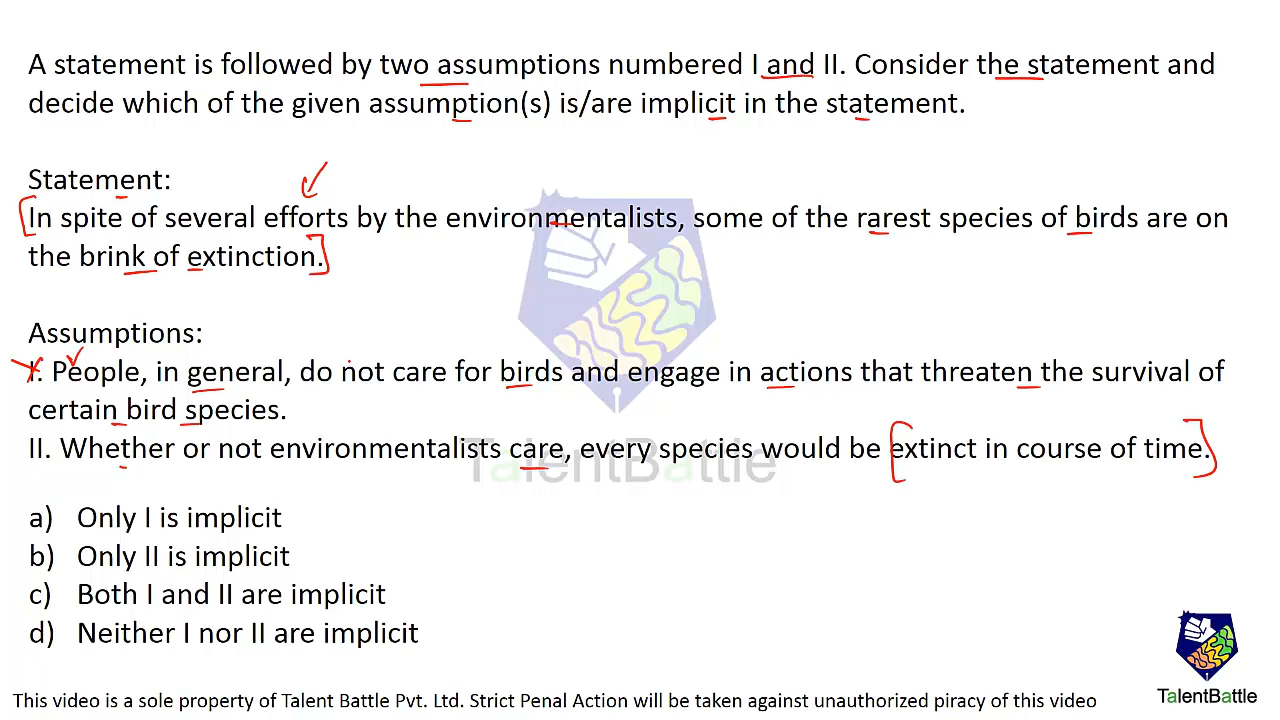 A statement is followed by two assumptions numbered I and II. Consider the statement and
decide which of the given assumption(s) is/are implicit in the statement.
Statement:
In spite of several efforts by the environmentalists, some of the rarest species of birds are on
the brink of extinction.
Assumptions:
I. People, in general, do not care for birds and engage in actions that threaten the survival of
certain bird species.
II. Whether or not environmentalists care, every species would be extinct in course of time.
TalentBattle
a) Only I is implicit
b) Only II is implicit
c) Both I and II are implicit
d) Neither I nor II are implicit
TalentBattle
This video is a sole property of Talent Battle Pvt. Ltd. Strict Penal Action will be taken against unauthorized piracy of this video